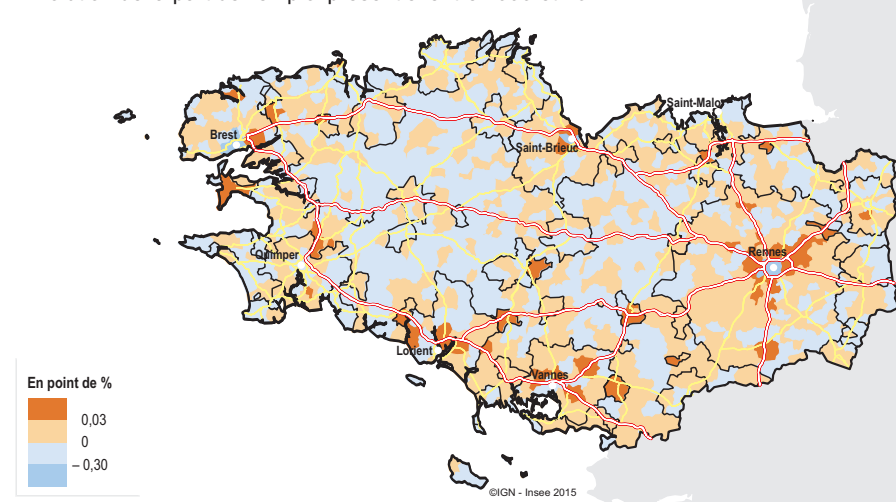 Saint-Malo
Brest
Saint-Brieuc
Rennes
Quimper
Lorient
Vannes
En point de %
0,03
0
– 0,30
©IGN - Insee 2015